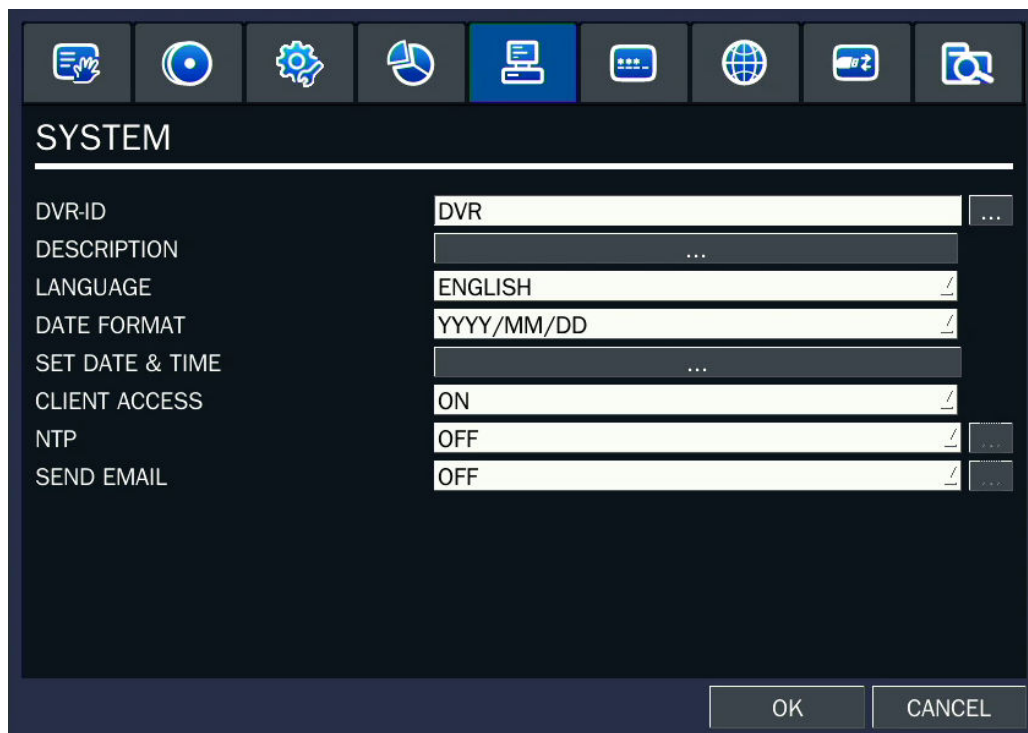 SYSTEM
DVR-ID DVR ...
DESCRIPTION ...
LANGUAGE ENGLISH
DATE FORMAT YYYY/MM/DD
SET DATE & TIME ...
CLIENT ACCESS ON
NTP OFF ...
SEND EMAIL OFF ...
OK CANCEL